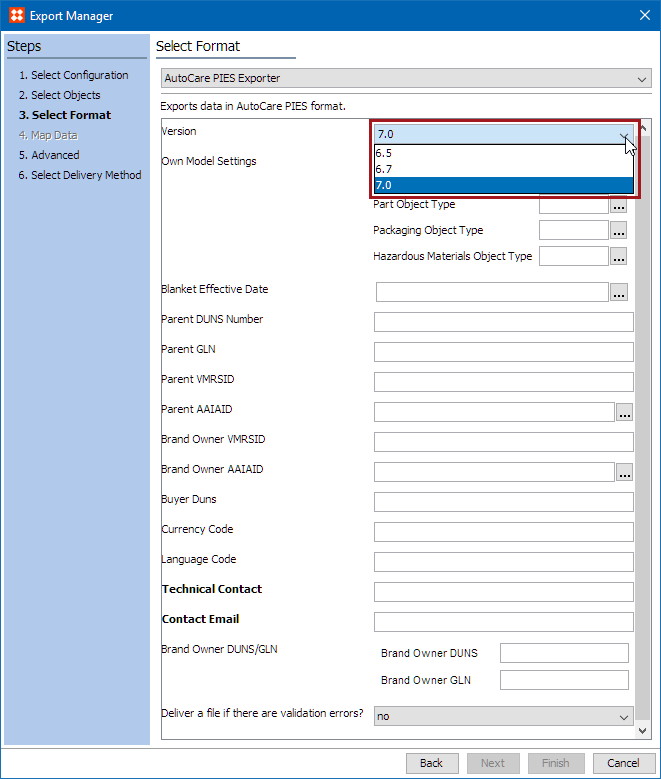 Export Manager
Steps
1. Select Configuration
2. Select Objects
3. Select Format
4. Map Data
5. Advanced
6. Select Delivery Method
Select Format
AutoCare PIES Exporter
Exports data in AutoCare PIES format.
Version
7.0
6.5
6.7
7.0
Own Model Settings
Part Object Type
...
Packaging Object Type
...
Hazardous Materials Object Type
...
Blanket Effective Date
...
Parent DUNS Number
Parent GLN
Parent VMRSID
Parent AAIAID
...
Brand Owner VMRSID
Brand Owner AAIAID
...
Buyer Duns
Currency Code
Language Code
Technical Contact
Contact Email
Brand Owner DUNS/GLN
Brand Owner DUNS
Brand Owner GLN
Deliver a file if there are validation errors?
no
Back
Next
Finish
Cancel